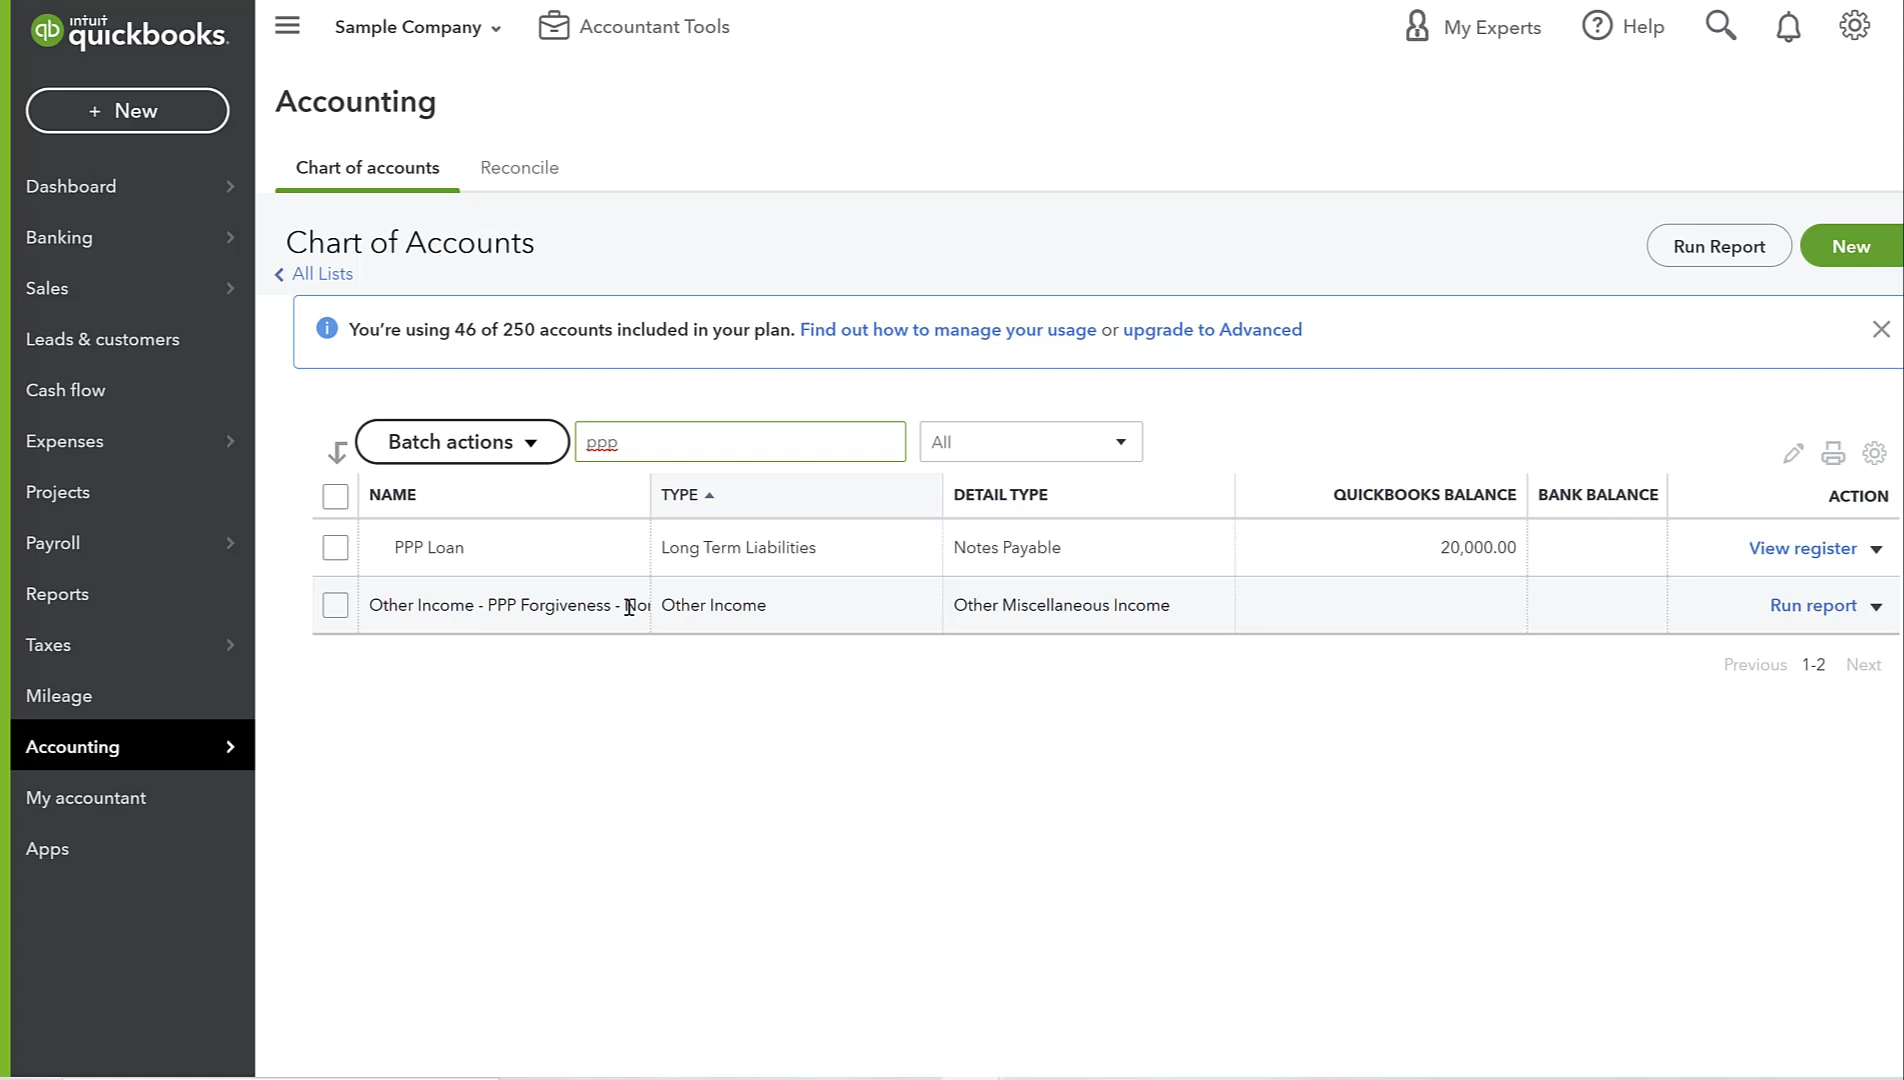 intuit
quickbooks.
Sample Company
Accountant Tools
My Experts
Help
+ New
Dashboard
Banking
Sales
Leads & customers
Cash flow
Expenses
Projects
Payroll
Reports
Taxes
Mileage
Accounting
My accountant
Apps
Accounting
Chart of accounts Reconcile
Chart of Accounts
All Lists
Run Report New
You're using 46 of 250 accounts included in your plan. Find out how to manage your usage or upgrade to Advanced
Batch actions ppp All
NAME TYPE DETAIL TYPE QUICKBOOKS BALANCE BANK BALANCE ACTION
PPP Loan Long Term Liabilities Notes Payable 20,000.00 View register
Other Income - PPP Forgiveness - Other Income Other Miscellaneous Income Run report
Previous 1-2 Next